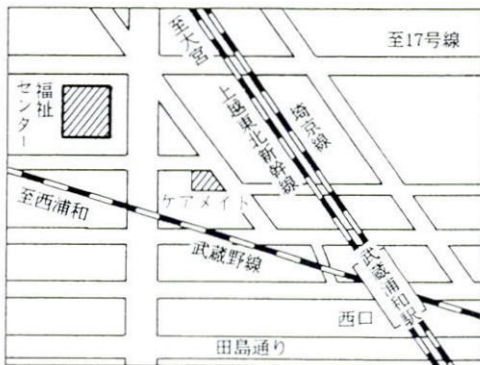 至大宮
至17号線
福祉
センター
上越東北新幹線
埼京線
至西浦和
ケアメイト
武蔵野線
武蔵浦和駅
西口
田島通り